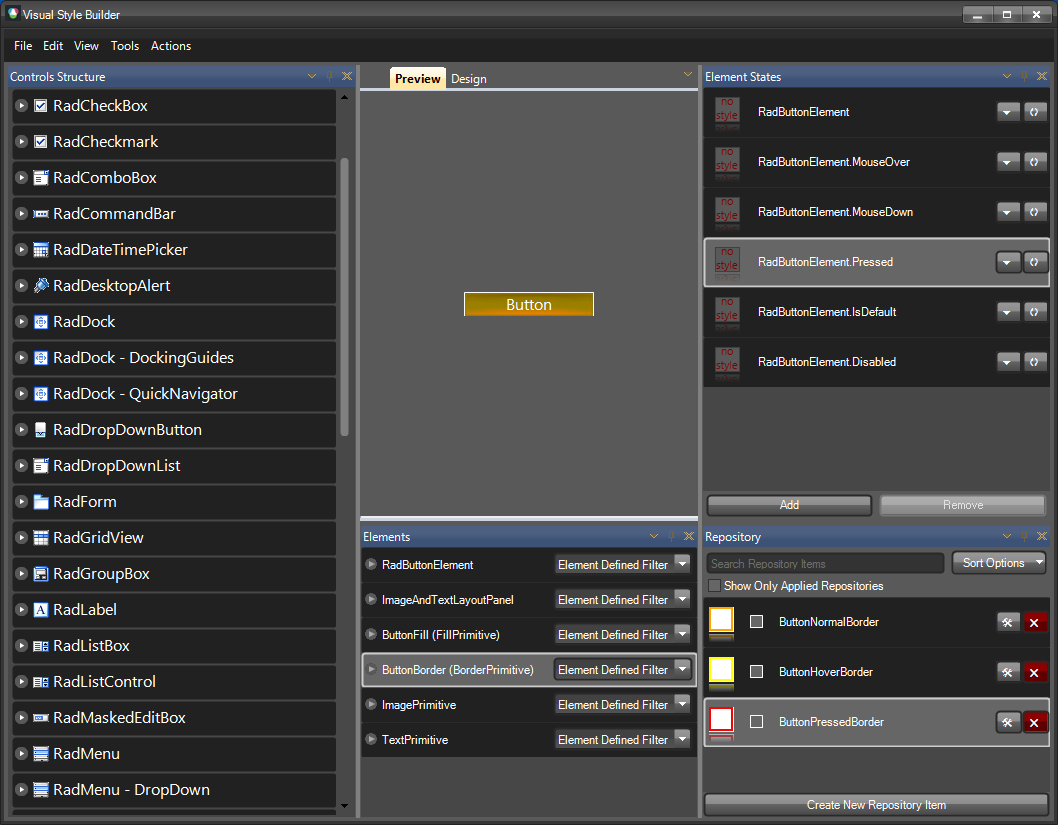 Visual Style Builder
File Edit View Tools Actions
Controls Structure
RadCheckBox
RadCheckmark
RadComboBox
RadCommandBar
RadDateTimePicker
RadDesktopAlert
RadDock
RadDock - DockingGuides
RadDock - QuickNavigator
RadDropDownButton
RadDropDownList
RadForm
RadGridView
RadGroupBox
RadLabel
RadListBox
RadListControl
RadMaskedEditBox
RadMenu
RadMenu - DropDown
Preview Design
Button
Elements
RadButtonElement Element Defined Filter
ImageAndTextLayoutPanel Element Defined Filter
ButtonFill (FillPrimitive) Element Defined Filter
ButtonBorder (BorderPrimitive) Element Defined Filter
ImagePrimitive Element Defined Filter
TextPrimitive Element Defined Filter
Element States
no
style
RadButtonElement
no
style
RadButtonElement.MouseOver
no
style
RadButtonElement.MouseDown
no
style
RadButtonElement.Pressed
no
style
RadButtonElement.IsDefault
no
style
RadButtonElement.Disabled
Add Remove
Repository
Search Repository Items Sort Options
Show Only Applied Repositories
ButtonNormalBorder
ButtonHoverBorder
ButtonPressedBorder
Create New Repository Item